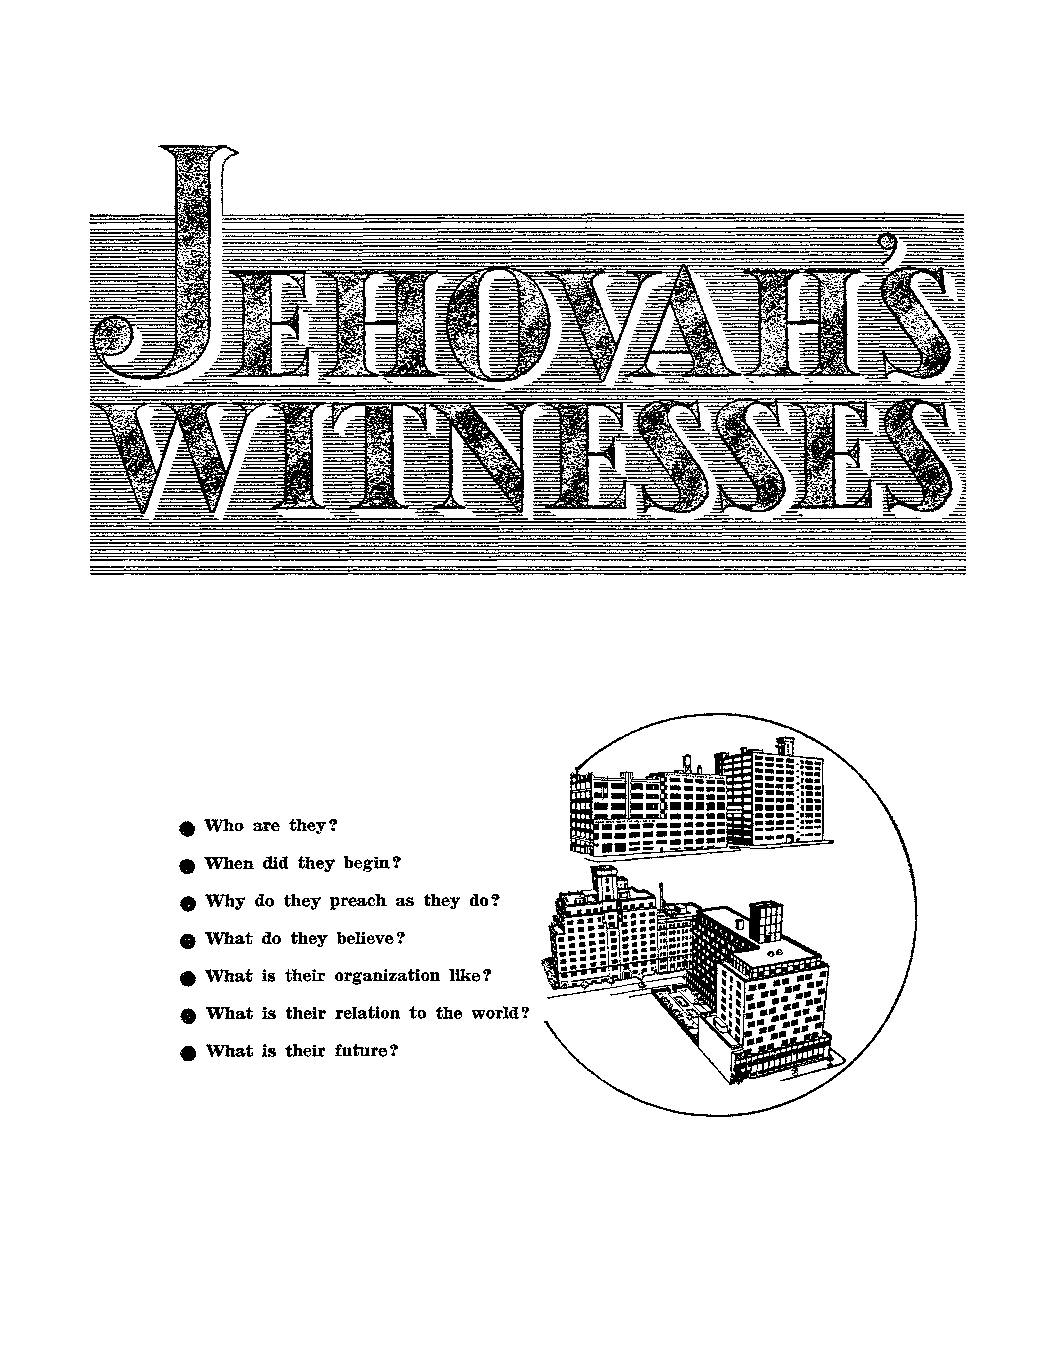 JEHOVAH'S
WITNESSES
● Who are they?
● When did they begin?
● Why do they preach as they do?
● What do they believe?
● What is their organization like?
● What is their relation to the world?
● What is their future?